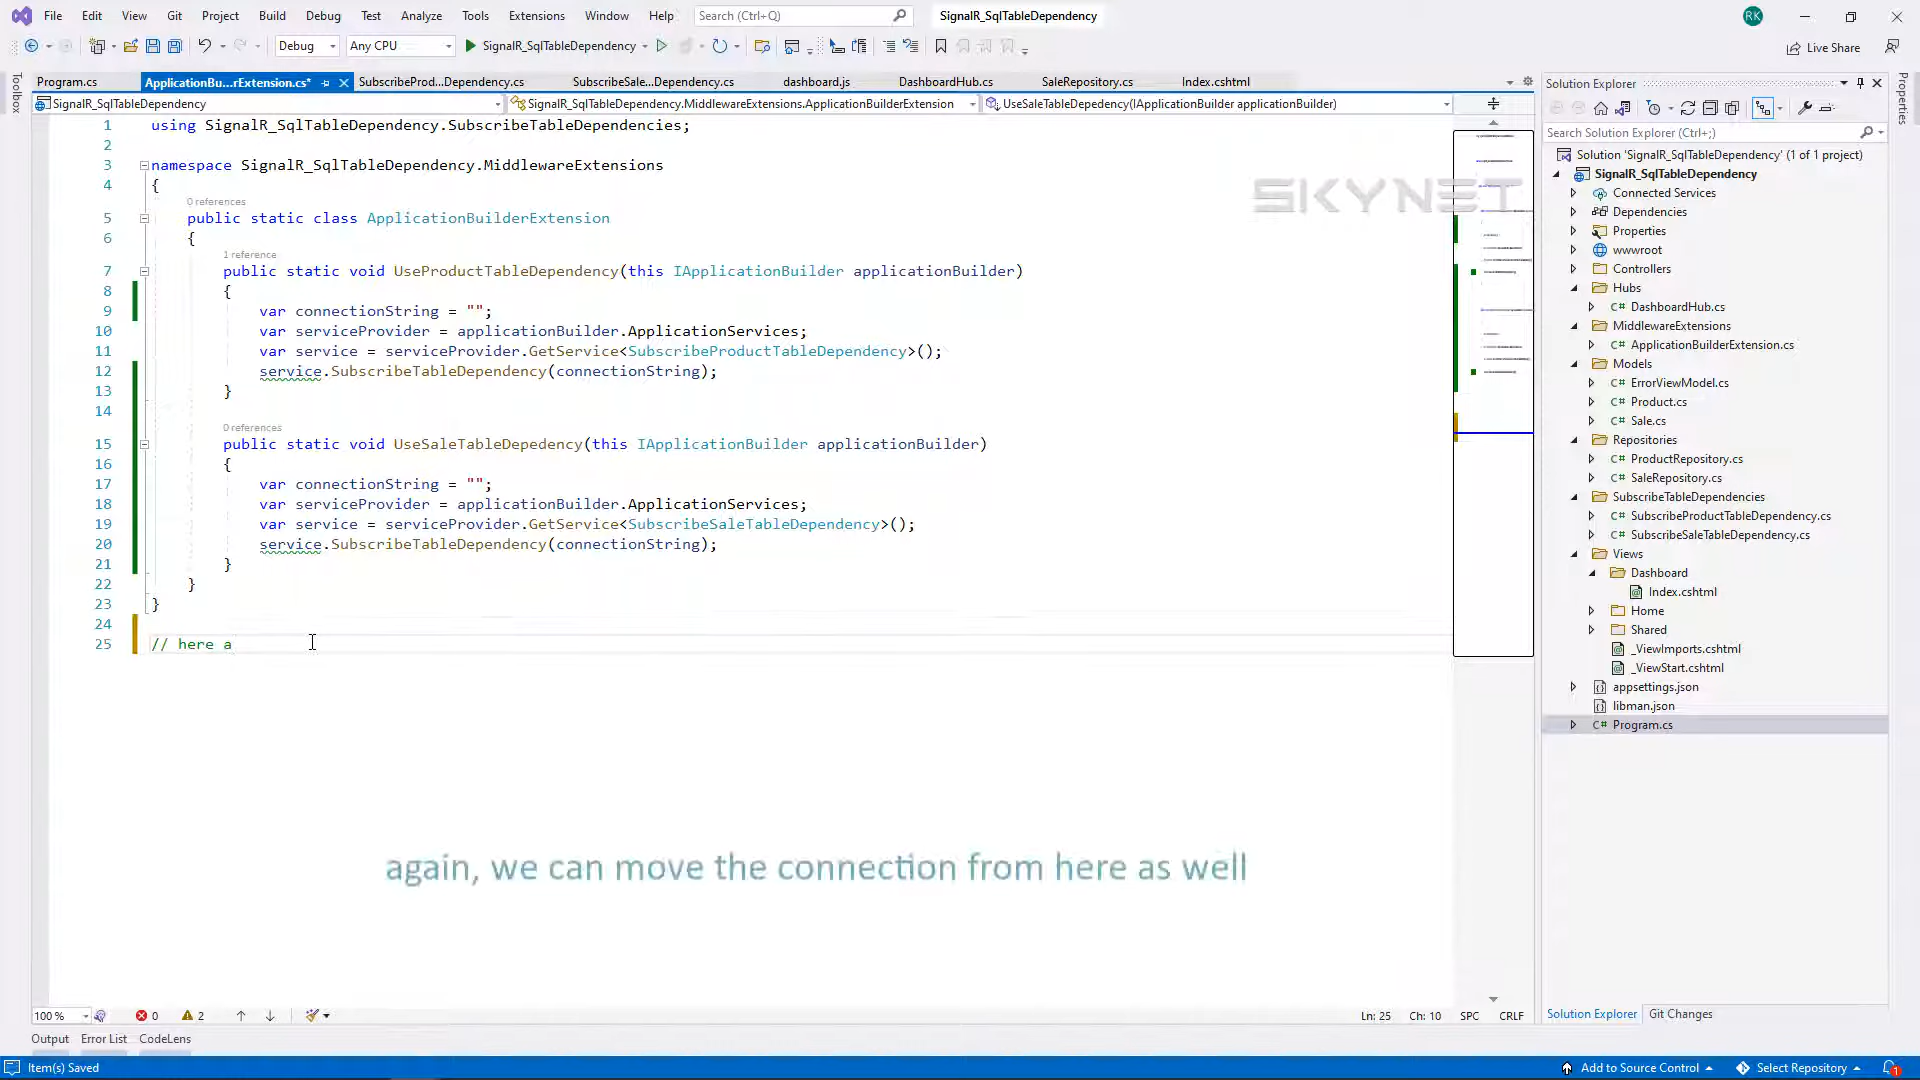 File Edit View Git Project Build Debug Test Analyze Tools Extensions Window Help Search (Ctrl+Q) SignalR_SqlTableDependency RK
Debug Any CPU SignalR_SqlTableDependency Live Share
Toolbox
Program.cs ApplicationBu...rExtension.cs* SubscribeProd...Dependency.cs SubscribeSale...Dependency.cs dashboard.js DashboardHub.cs SaleRepository.cs Index.cshtml
SignalR_SqlTableDependency SignalR_SqlTableDependency.MiddlewareExtensions.ApplicationBuilderExtension UseSaleTableDepedency(IApplicationBuilder applicationBuilder)
1 using SignalR_SqlTableDependency.SubscribeTableDependencies;
2
3 namespace SignalR_SqlTableDependency.MiddlewareExtensions
4 {
0 references
5 public static class ApplicationBuilderExtension
6 {
1 reference
7 public static void UseProductTableDependency(this IApplicationBuilder applicationBuilder)
8 {
9 var connectionString = "";
10 var serviceProvider = applicationBuilder.ApplicationServices;
11 var service = serviceProvider.GetService<SubscribeProductTableDependency>();
12 service.SubscribeTableDependency(connectionString);
13 }
14
0 references
15 public static void UseSaleTableDepedency(this IApplicationBuilder applicationBuilder)
16 {
17 var connectionString = "";
18 var serviceProvider = applicationBuilder.ApplicationServices;
19 var service = serviceProvider.GetService<SubscribeSaleTableDependency>();
20 service.SubscribeTableDependency(connectionString);
21 }
22 }
23 }
24
25 // here a
SKYNET
again, we can move the connection from here as well
100 % 0 2 Ln: 25 Ch: 10 SPC CRLF
Output Error List CodeLens
Item(s) Saved Add to Source Control Select Repository 1
Solution Explorer
Search Solution Explorer (Ctrl+;)
Solution 'SignalR_SqlTableDependency' (1 of 1 project)
SignalR_SqlTableDependency
Connected Services
Dependencies
Properties
wwwroot
Controllers
Hubs
C# DashboardHub.cs
MiddlewareExtensions
C# ApplicationBuilderExtension.cs
Models
C# ErrorViewModel.cs
C# Product.cs
C# Sale.cs
Repositories
C# ProductRepository.cs
C# SaleRepository.cs
SubscribeTableDependencies
C# SubscribeProductTableDependency.cs
C# SubscribeSaleTableDependency.cs
Views
Dashboard
Index.cshtml
Home
Shared
_ViewImports.cshtml
_ViewStart.cshtml
appsettings.json
libman.json
C# Program.cs
Solution Explorer Git Changes
Properties